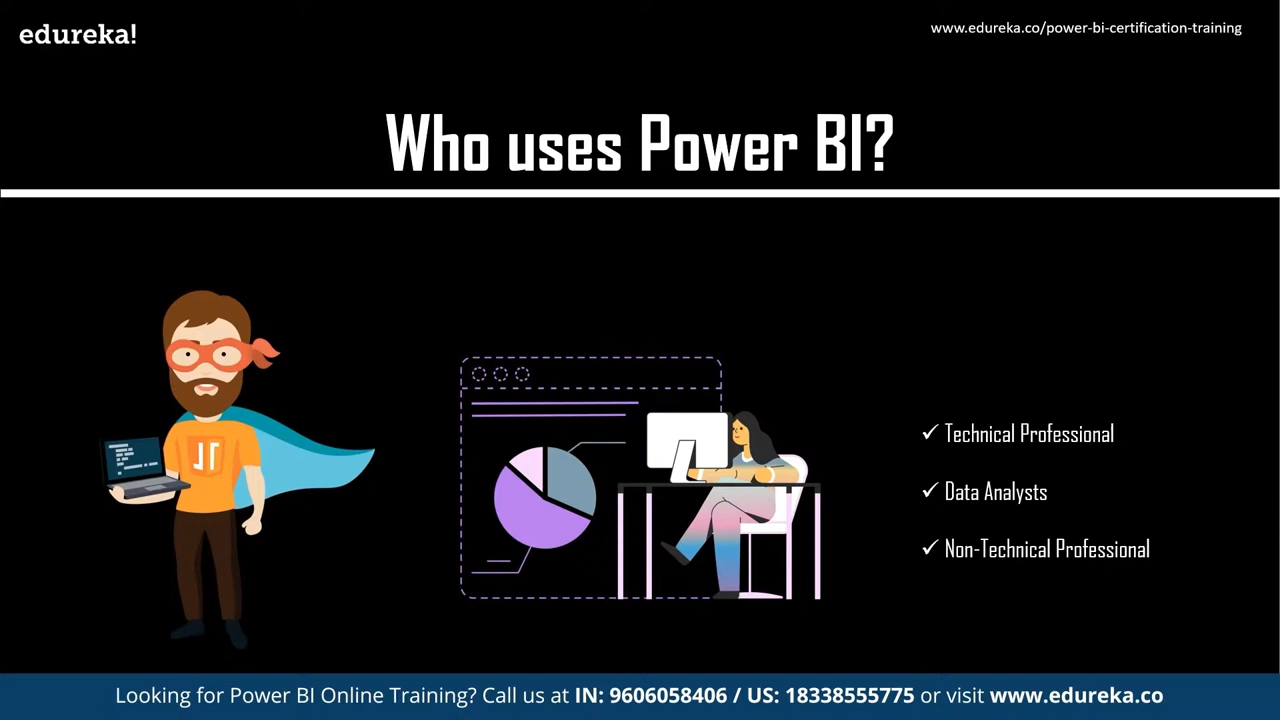 edureka!
www.edureka.co/power-bi-certification-training
Who uses Power BI?
✓ Technical Professional
✓ Data Analysts
✓ Non-Technical Professional
Looking for Power BI Online Training? Call us at IN: 9606058406 / US: 18338555775 or visit www.edureka.co